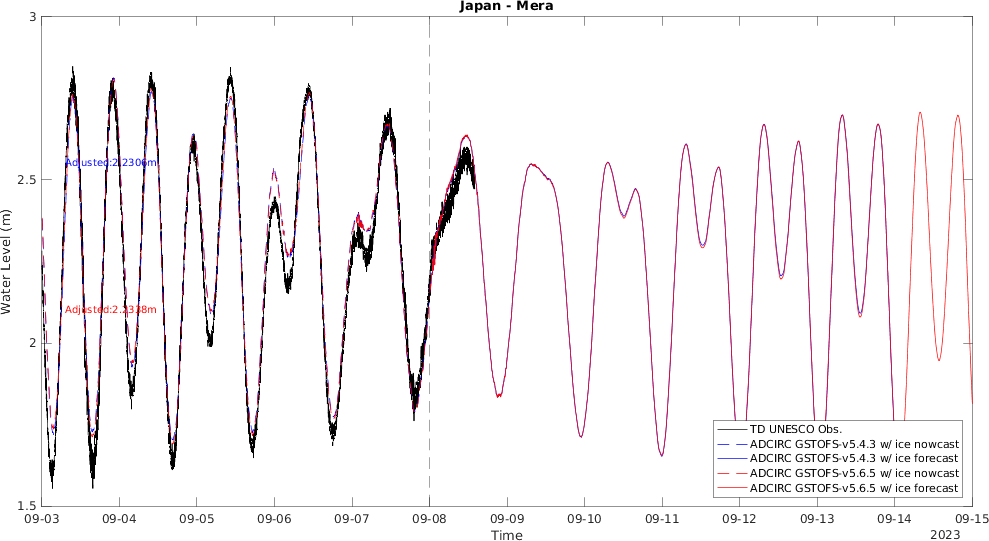 Japan - Mera
3
2.5
2
1.5
Water Level (m)
Adjusted:2.2306m
Adjusted:2.2338m
TD UNESCO Obs.
ADCIRC GSTOFS-v5.4.3 w/ ice nowcast
ADCIRC GSTOFS-v5.4.3 w/ ice forecast
ADCIRC GSTOFS-v5.6.5 w/ ice nowcast
ADCIRC GSTOFS-v5.6.5 w/ ice forecast
09-03 09-04 09-05 09-06 09-07 09-08 09-09 09-10 09-11 09-12 09-13 09-14 09-15
Time
2023